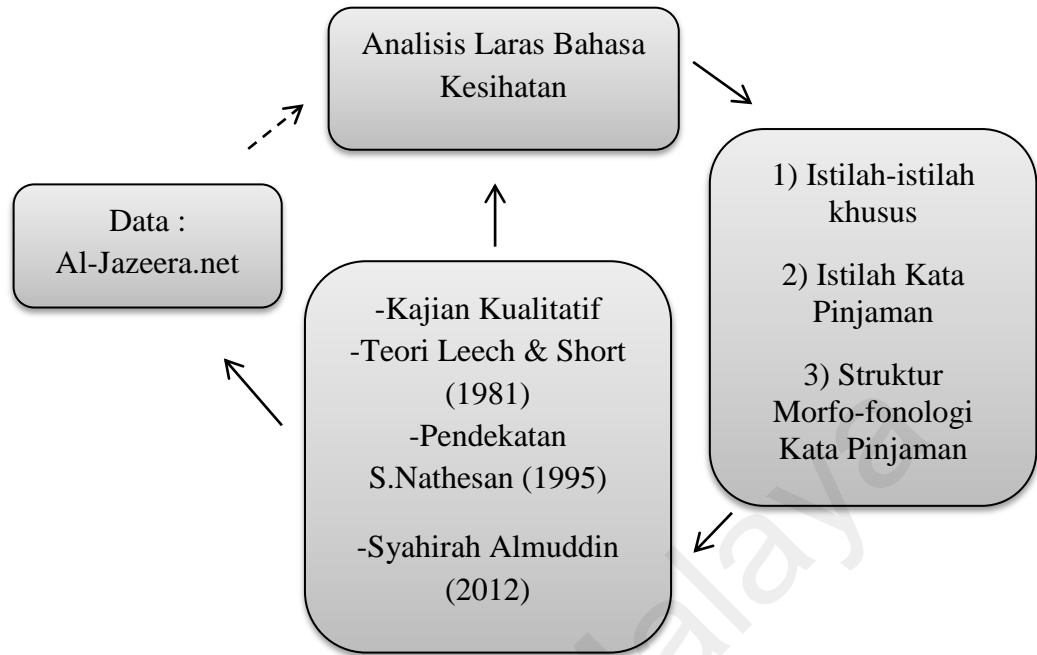 Analisis Laras Bahasa
Kesihatan
Data :
Al-Jazeera.net
1) Istilah-istilah
khusus
2) Istilah Kata
Pinjaman
3) Struktur
Morfo-fonologi
Kata Pinjaman
-Kajian Kualitatif
-Teori Leech & Short
(1981)
-Pendekatan
S.Nathesan (1995)
-Syahirah Almuddin
(2012)